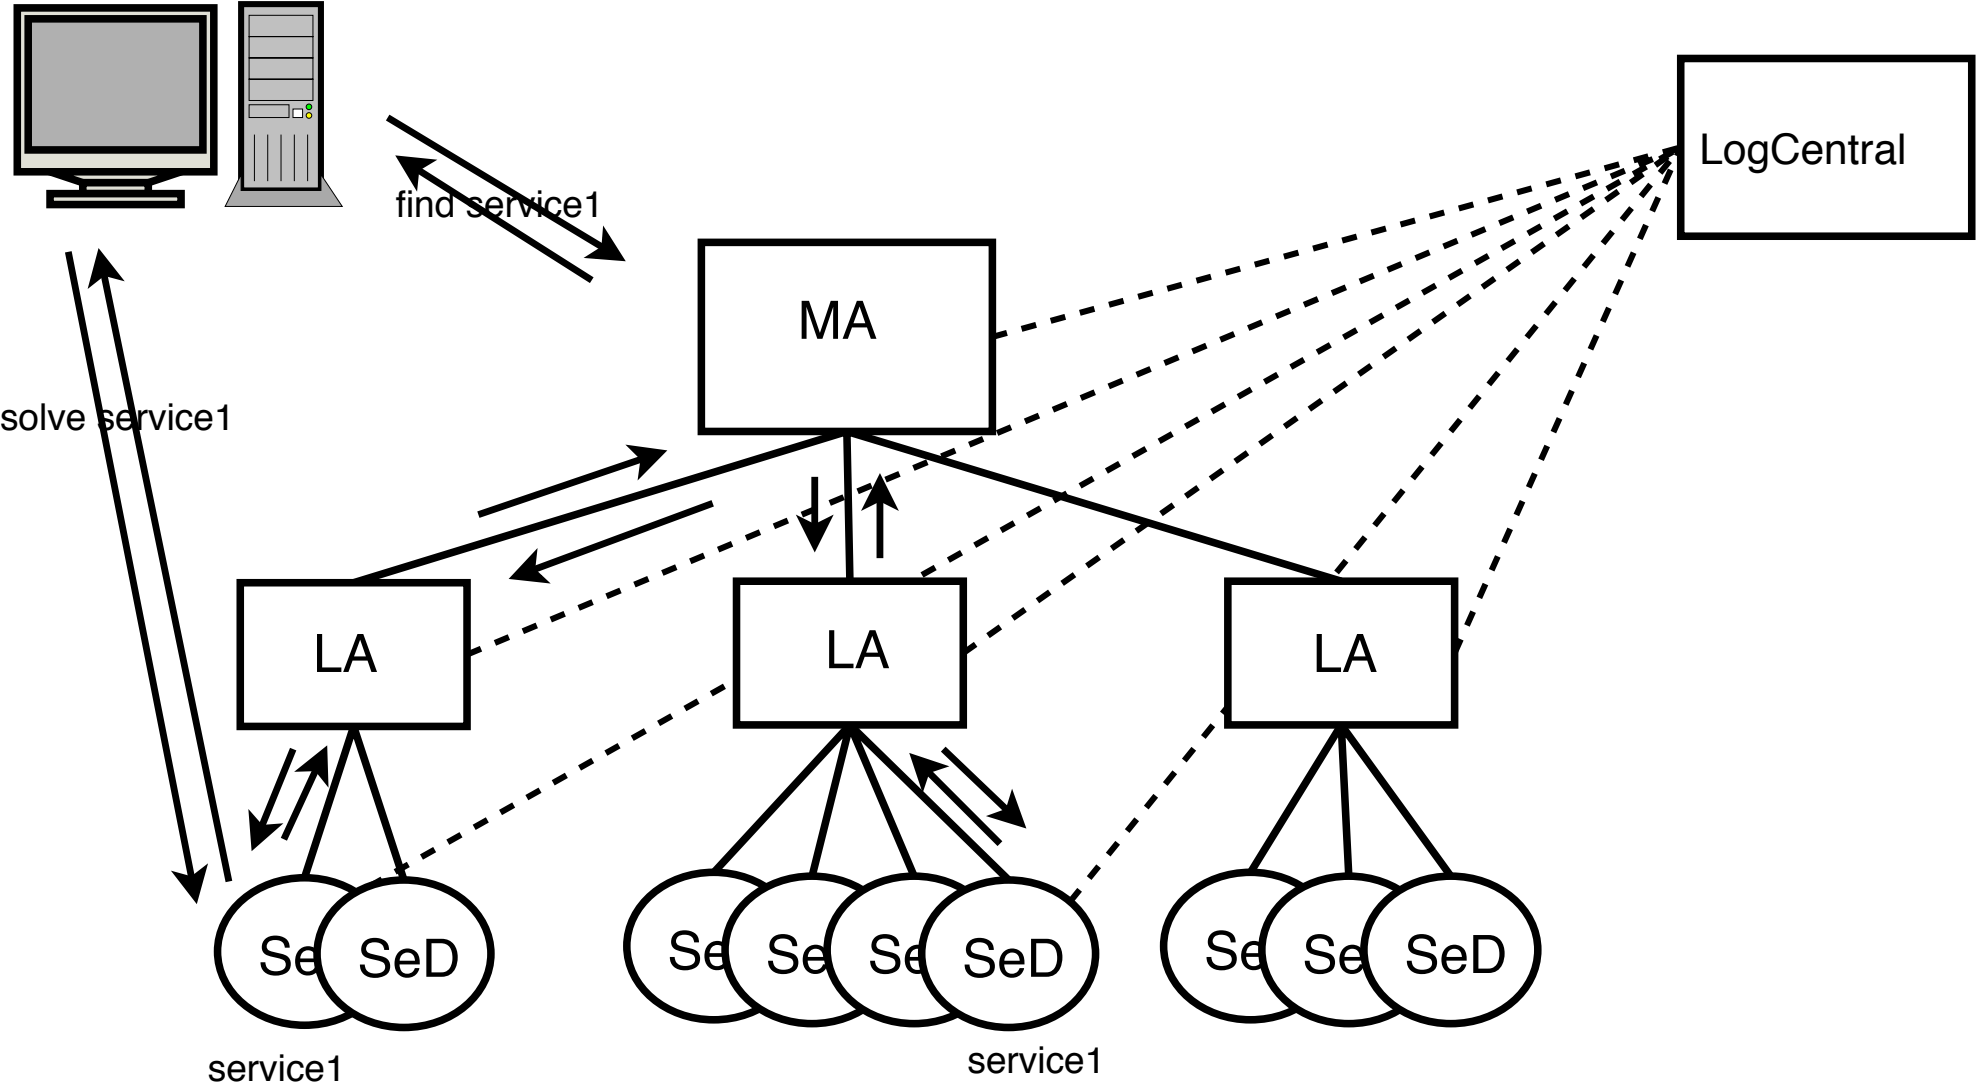 LogCentral
find service1
MA
solve service1
LA
LA
LA
Se
SeD
Se
Se
Se
SeD
Se
Se
SeD
service1
service1